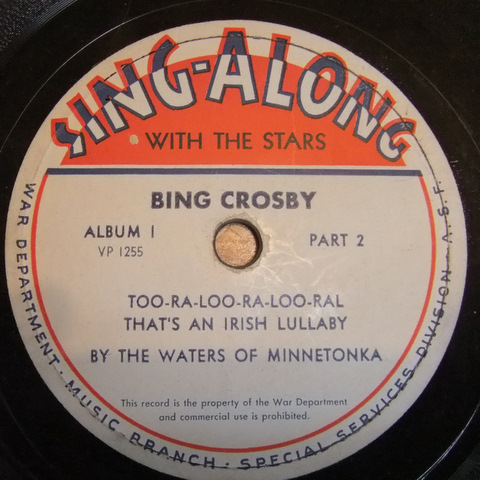 SING-ALONG
WITH THE STARS
BING CROSBY
ALBUM I
VP 1255
PART 2
TOO-RA-LOO-RA-LOO-RAL
THAT'S AN IRISH LULLABY
BY THE WATERS OF MINNETONKA
This record is the property of the War Department
and commercial use is prohibited.
WAR DEPARTMENT · MUSIC BRANCH · SPECIAL SERVICES DIVISION - A.S.F.